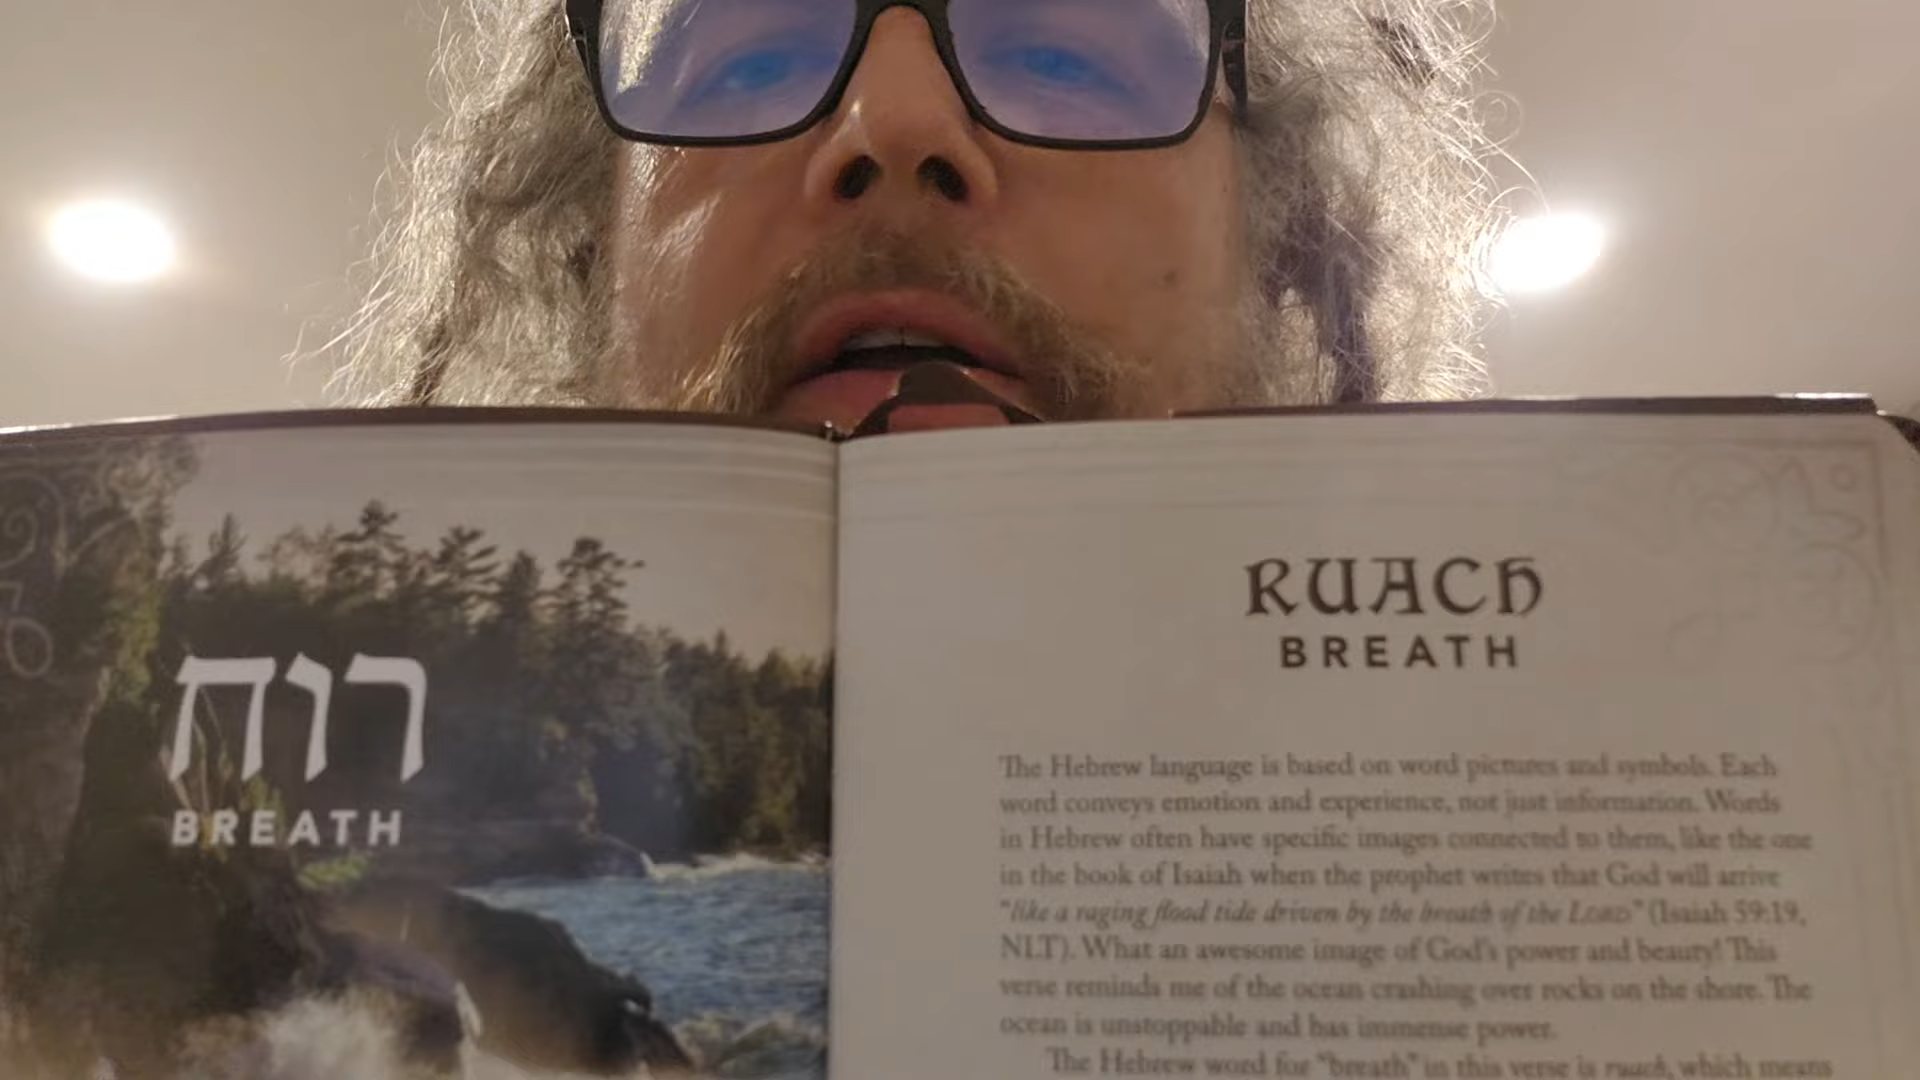 רוח
BREATH
RUACH
BREATH
The Hebrew language is based on word pictures and symbols. Each
word conveys emotion and experience, not just information. Words
in Hebrew often have specific images connected to them, like the one
in the book of Isaiah when the prophet writes that God will arrive
“like a raging flood tide driven by the breath of the LORD” (Isaiah 59:19,
NLT). What an awesome image of God’s power and beauty! This
verse reminds me of the ocean crashing over rocks on the shore. The
ocean is unstoppable and has immense power.
The Hebrew word for “breath” in this verse is ruach, which means